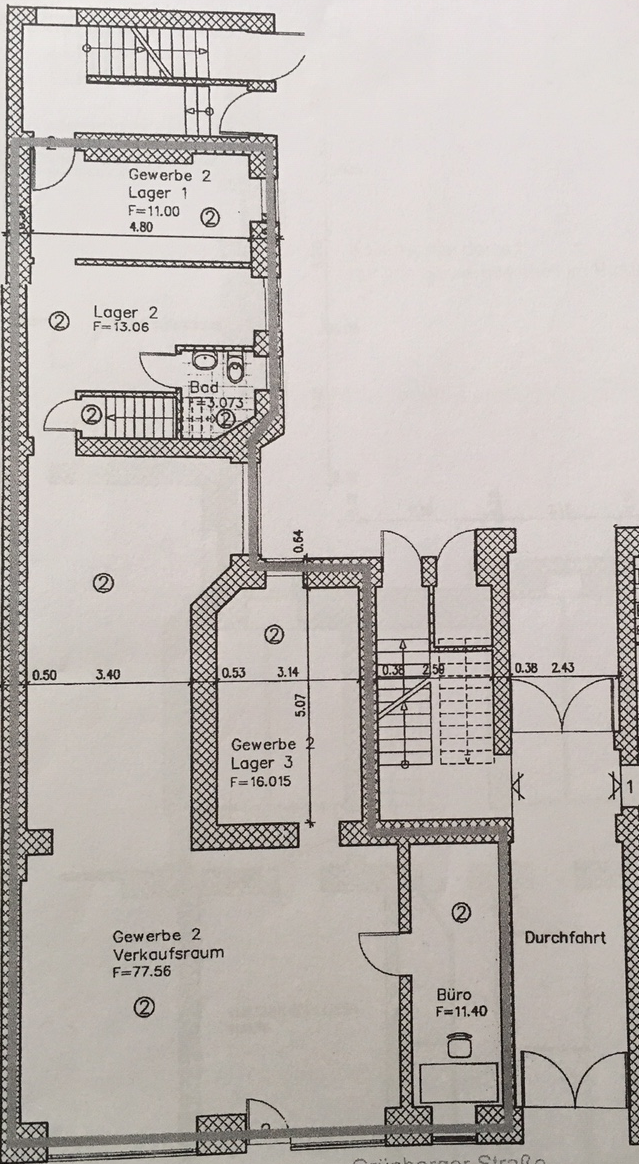 2
Gewerbe 2
Lager 1
F=11.00
2
4.80
Lager 2
F=13.06
2
Bad
F=3.073
2
2
0.64
2
2
0.50
3.40
0.53
3.14
0.38
2.59
0.38
2.43
5.07
Gewerbe 2
Lager 3
F=16.015
1
2
Gewerbe 2
Verkaufsraum
F=77.56
Durchfahrt
Büro
F=11.40
2
2
Grünberger Straße